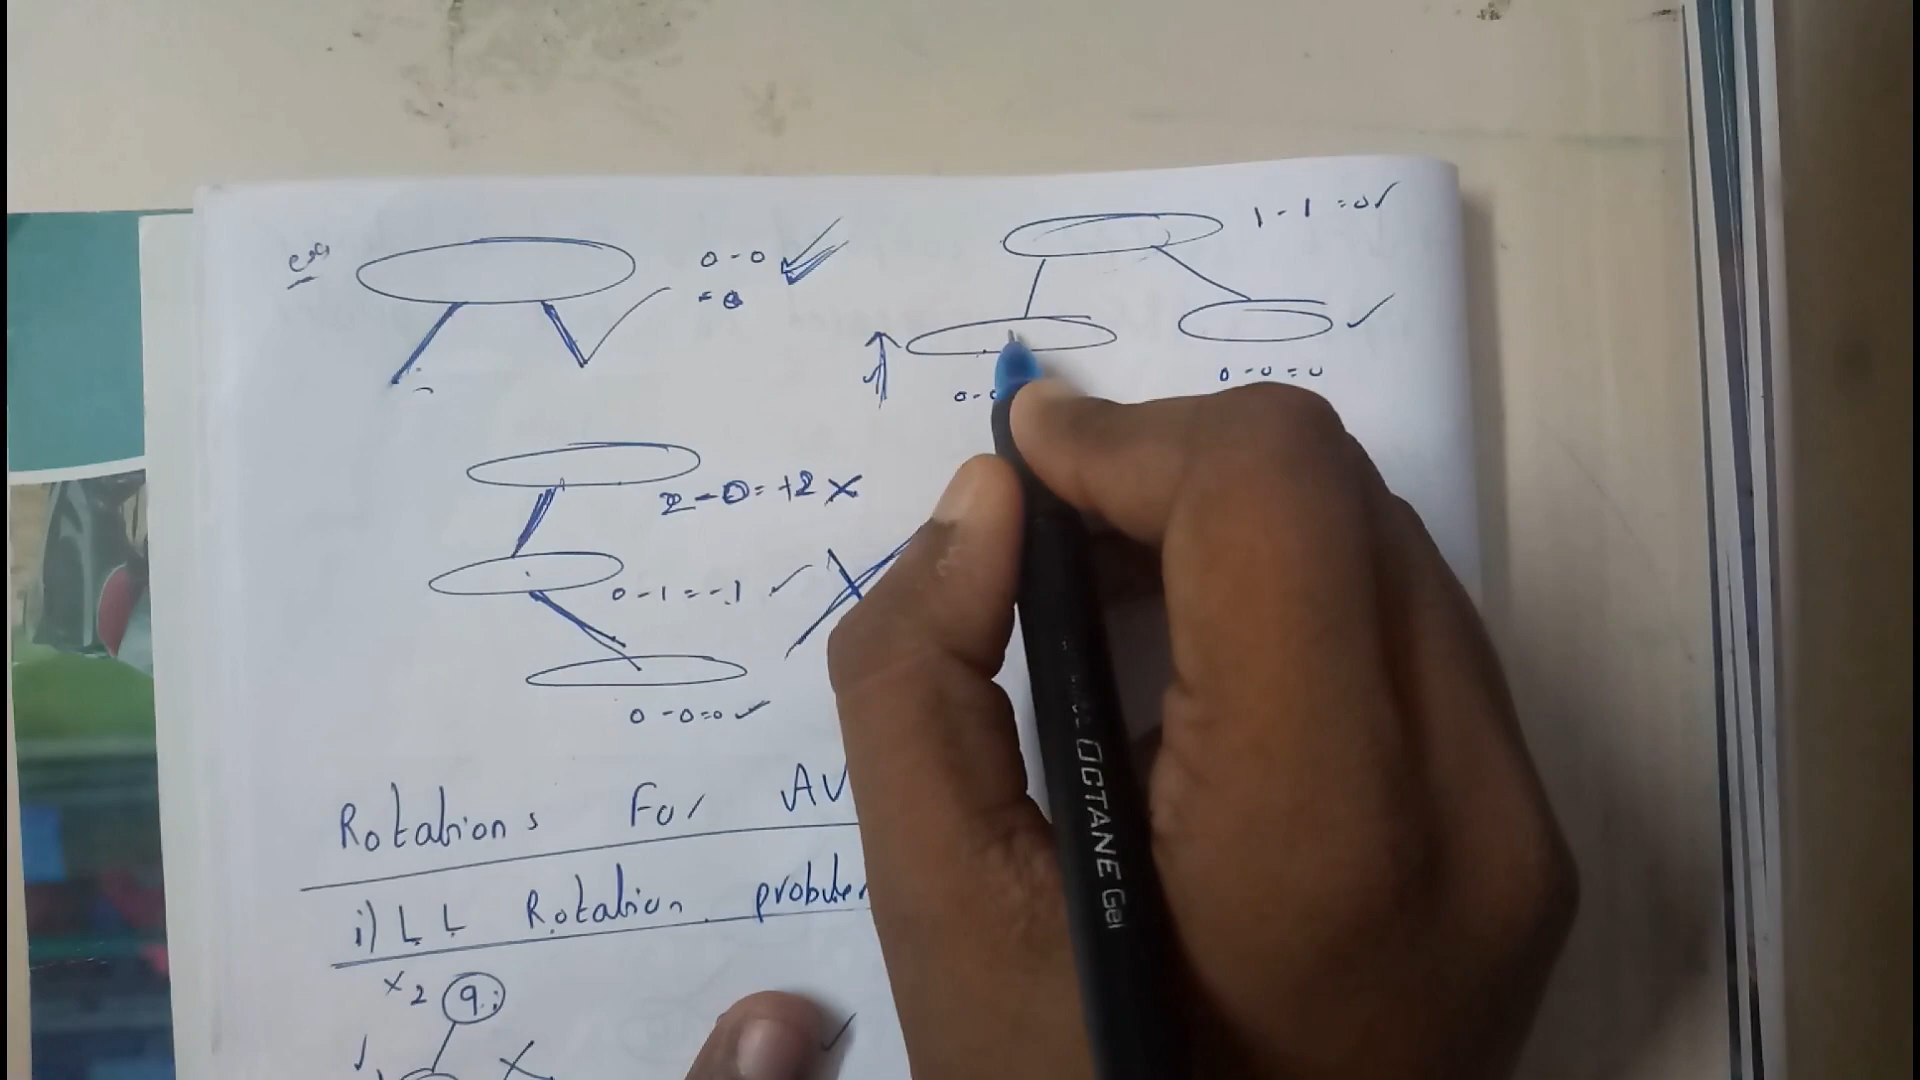 0 - 0
= 0
1 - 1 = 0 ✓
0 - 0 = 0
2 - 0 = +2 ×
0 - 1 = -1 ✓
0 - 0 = 0 ✓
Rotations For AV
i) L L Rotation
× 2 9
OCTANE Gel